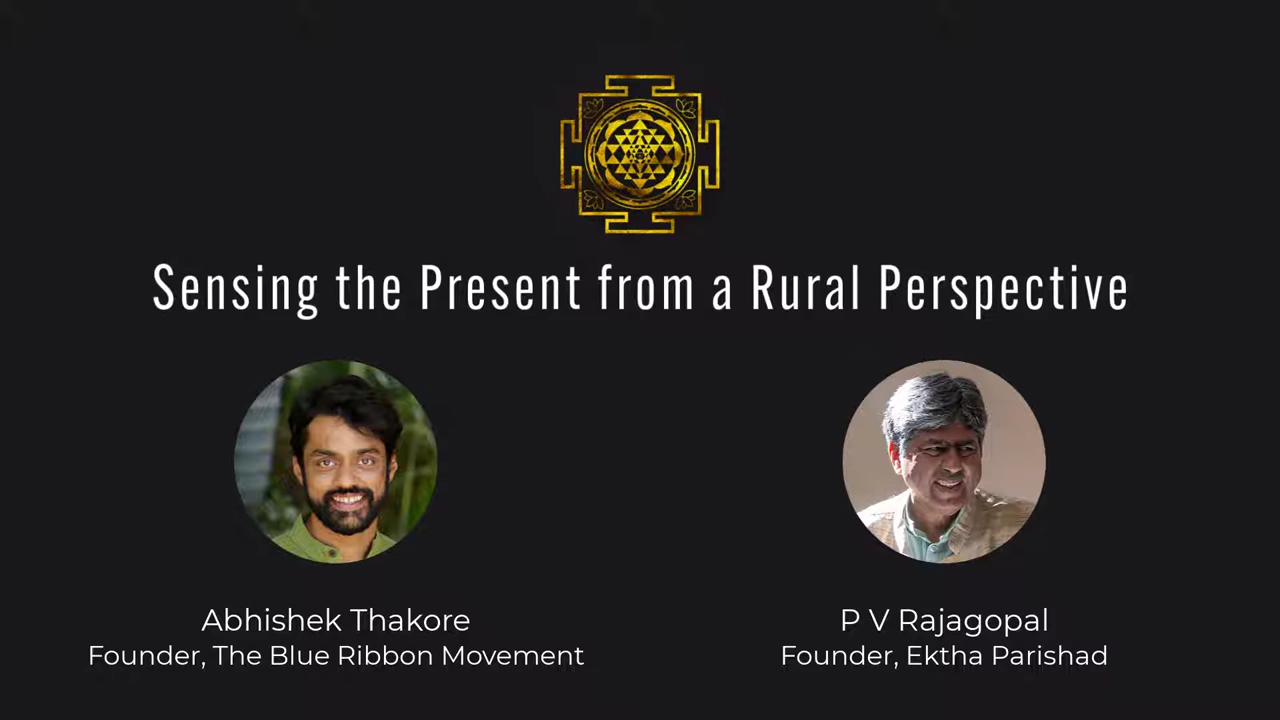 Sensing the Present from a Rural Perspective
Abhishek Thakore
Founder, The Blue Ribbon Movement
P V Rajagopal
Founder, Ektha Parishad